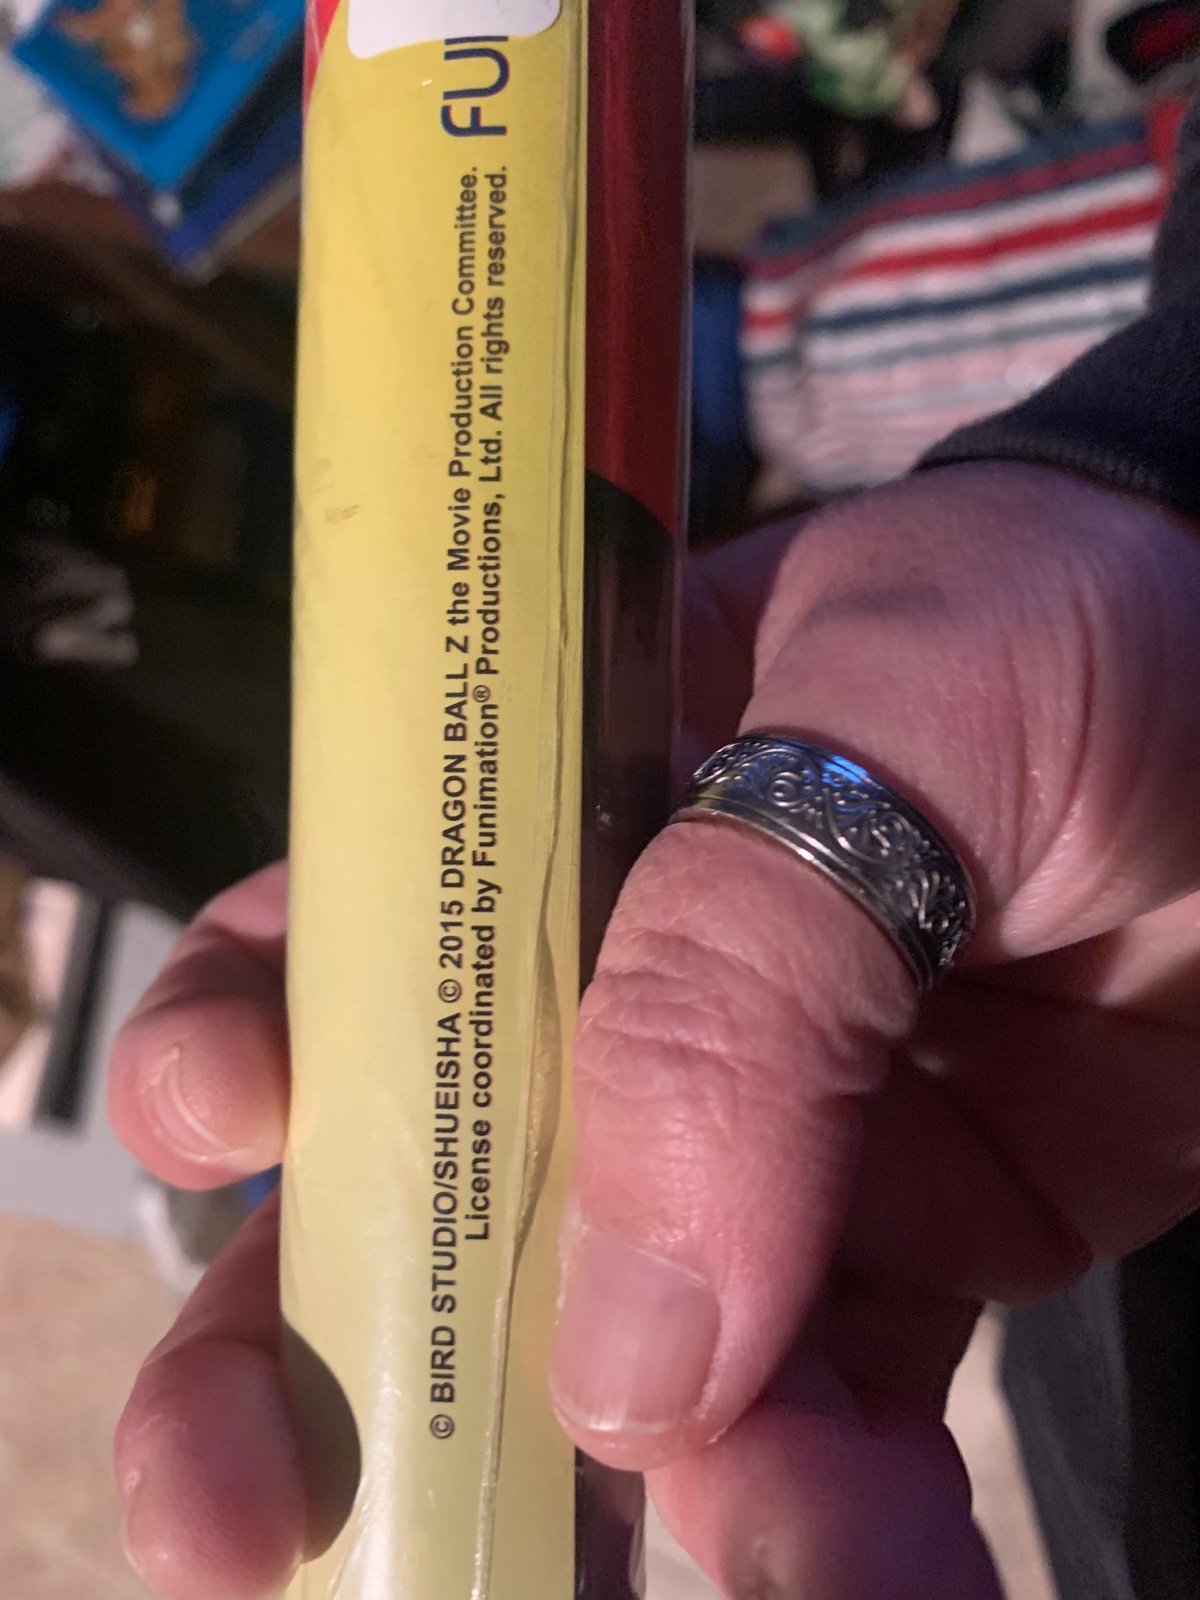 © BIRD STUDIO/SHUEISHA © 2015 DRAGON BALL Z the Movie Production Committee.
License coordinated by Funimation® Productions, Ltd. All rights reserved.
FU
N